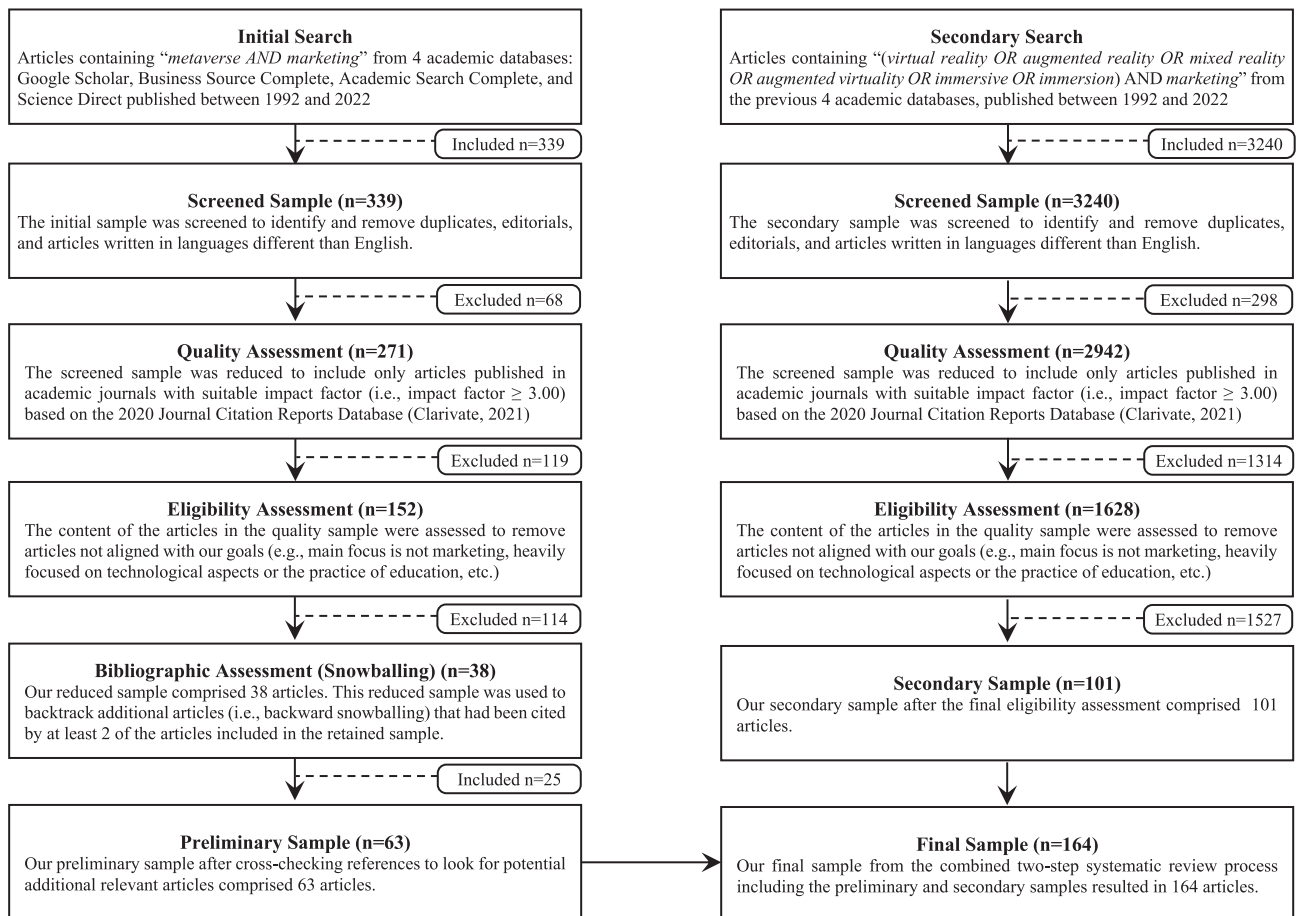 Initial Search
Articles containing “metaverse AND marketing” from 4 academic databases:
Google Scholar, Business Source Complete, Academic Search Complete, and
Science Direct published between 1992 and 2022
Included n=339
Screened Sample (n=339)
The initial sample was screened to identify and remove duplicates, editorials,
and articles written in languages different than English.
Excluded n=68
Quality Assessment (n=271)
The screened sample was reduced to include only articles published in
academic journals with suitable impact factor (i.e., impact factor ≥ 3.00)
based on the 2020 Journal Citation Reports Database (Clarivate, 2021)
Excluded n=119
Eligibility Assessment (n=152)
The content of the articles in the quality sample were assessed to remove
articles not aligned with our goals (e.g., main focus is not marketing, heavily
focused on technological aspects or the practice of education, etc.)
Excluded n=114
Bibliographic Assessment (Snowballing) (n=38)
Our reduced sample comprised 38 articles. This reduced sample was used to
backtrack additional articles (i.e., backward snowballing) that had been cited
by at least 2 of the articles included in the retained sample.
Included n=25
Preliminary Sample (n=63)
Our preliminary sample after cross-checking references to look for potential
additional relevant articles comprised 63 articles.
Secondary Search
Articles containing “(virtual reality OR augmented reality OR mixed reality
OR augmented virtuality OR immersive OR immersion) AND marketing” from
the previous 4 academic databases, published between 1992 and 2022
Included n=3240
Screened Sample (n=3240)
The secondary sample was screened to identify and remove duplicates,
editorials, and articles written in languages different than English.
Excluded n=298
Quality Assessment (n=2942)
The screened sample was reduced to include only articles published in
academic journals with suitable impact factor (i.e., impact factor ≥ 3.00)
based on the 2020 Journal Citation Reports Database (Clarivate, 2021)
Excluded n=1314
Eligibility Assessment (n=1628)
The content of the articles in the quality sample were assessed to remove
articles not aligned with our goals (e.g., main focus is not marketing, heavily
focused on technological aspects or the practice of education, etc.)
Excluded n=1527
Secondary Sample (n=101)
Our secondary sample after the final eligibility assessment comprised 101
articles.
Final Sample (n=164)
Our final sample from the combined two-step systematic review process
including the preliminary and secondary samples resulted in 164 articles.